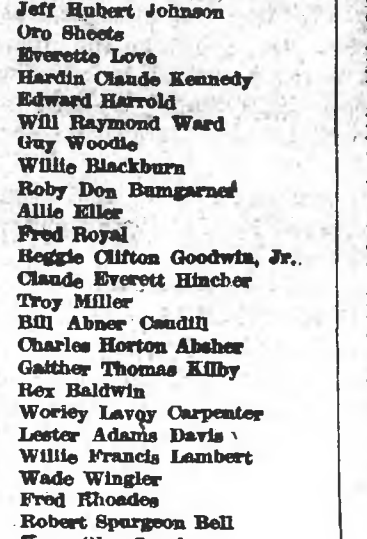 Jeff Hubert Johnson
Oro Sheets
Everette Love
Hardin Claude Kennedy
Edward Harrold
Will Raymond Ward
Guy Woodie
Willie Blackburn
Roby Don Bumgarner
Allie Eller
Fred Royal
Reggie Clifton Goodwin, Jr.
Claude Everett Hincher
Troy Miller
Bill Abner Caudill
Charles Horton Absher
Gaither Thomas Kilby
Rex Baldwin
Worley Lavoy Carpenter
Lester Adams Davis
Willie Francis Lambert
Wade Wingler
Fred Rhoades
Robert Spurgeon Bell